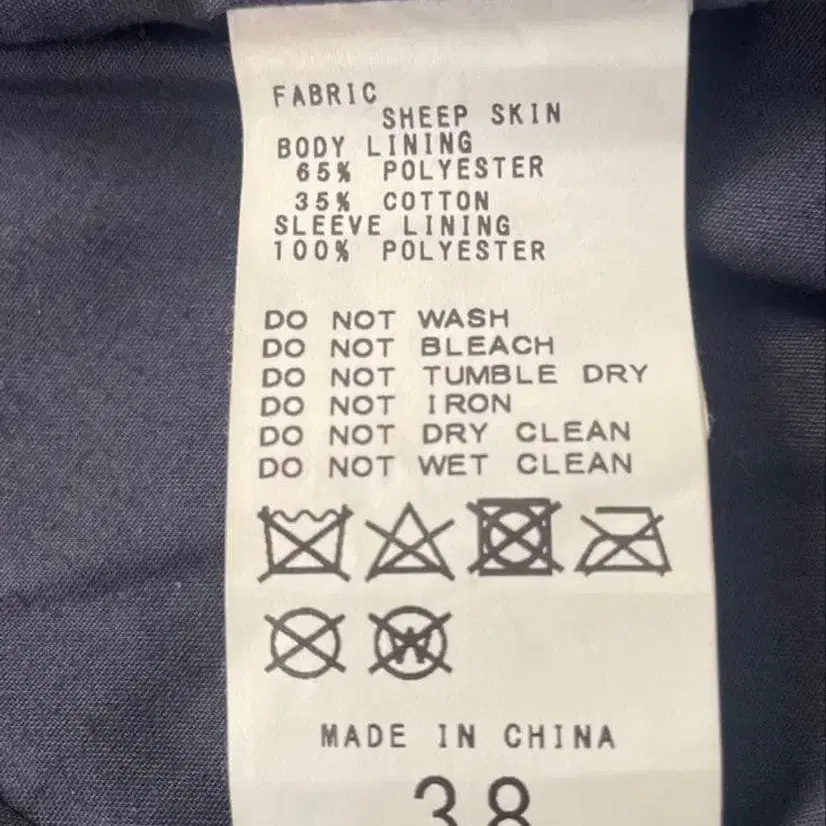 FABRIC
SHEEP SKIN
BODY LINING
65% POLYESTER
35% COTTON
SLEEVE LINING
100% POLYESTER
DO NOT WASH
DO NOT BLEACH
DO NOT TUMBLE DRY
DO NOT IRON
DO NOT DRY CLEAN
DO NOT WET CLEAN
W
MADE IN CHINA
38